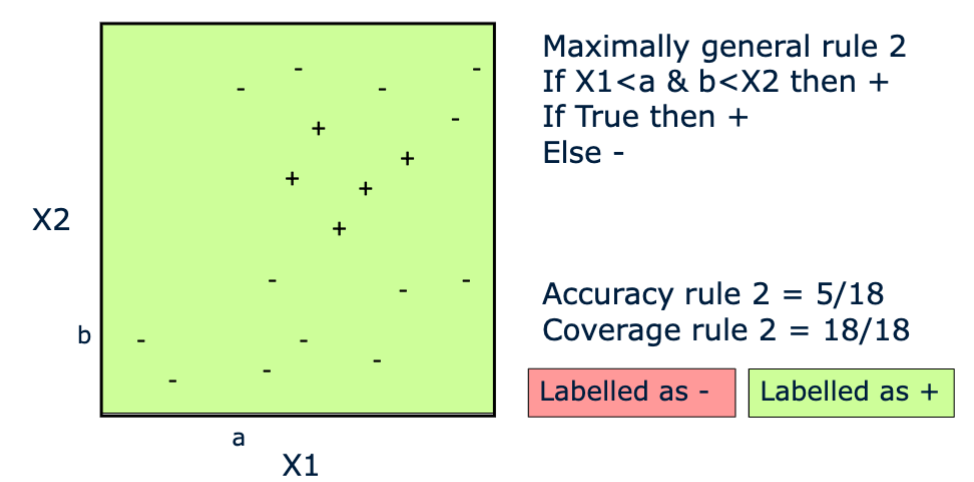 Maximally general rule 2
If X1<a & b<X2 then +
If True then +
Else -
X2
b
a
X1
Accuracy rule 2 = 5/18
Coverage rule 2 = 18/18
Labelled as -
Labelled as +